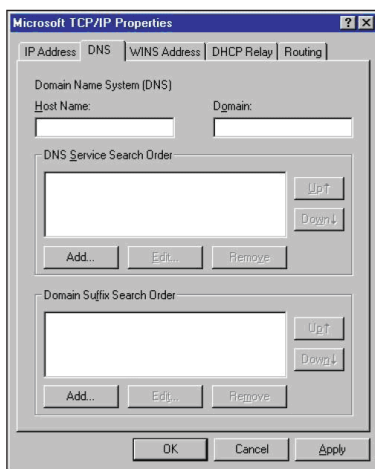 Microsoft TCP/IP Properties
IP Address DNS WINS Address DHCP Relay Routing
Domain Name System (DNS)
Host Name: Domain:
DNS Service Search Order
Up↑
Down↓
Add... Edit... Remove
Domain Suffix Search Order
Up↑
Down↓
Add... Edit... Remove
OK Cancel Apply